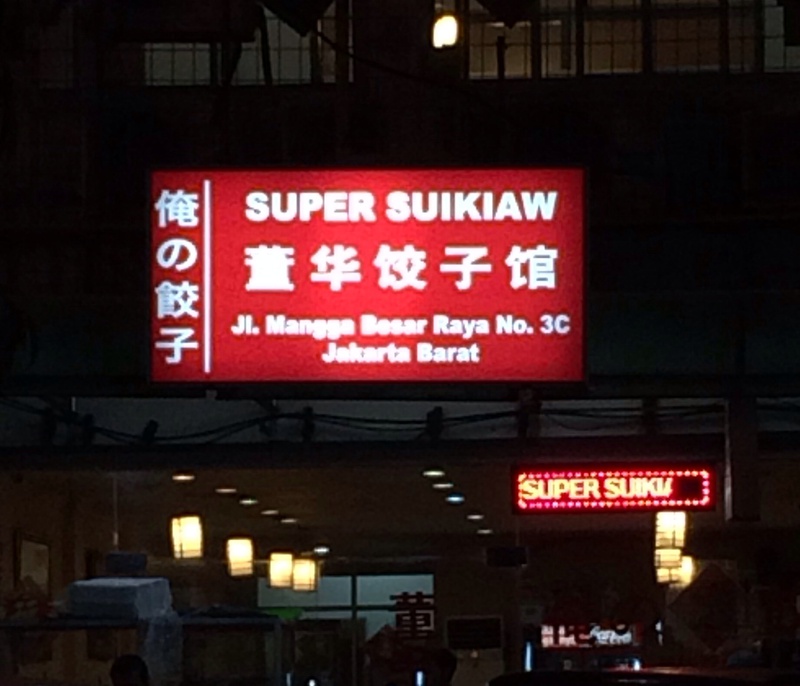 俺の餃子
SUPER SUIKIAW
董华饺子馆
Jl. Mangga Besar Raya No. 3C
Jakarta Barat
SUPER SUIKI
董